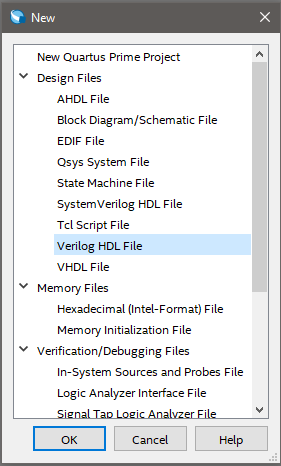 New
New Quartus Prime Project
Design Files
AHDL File
Block Diagram/Schematic File
EDIF File
Qsys System File
State Machine File
SystemVerilog HDL File
Tcl Script File
Verilog HDL File
VHDL File
Memory Files
Hexadecimal (Intel-Format) File
Memory Initialization File
Verification/Debugging Files
In-System Sources and Probes File
Logic Analyzer Interface File
Signal Tap Logic Analyzer File
OK Cancel Help